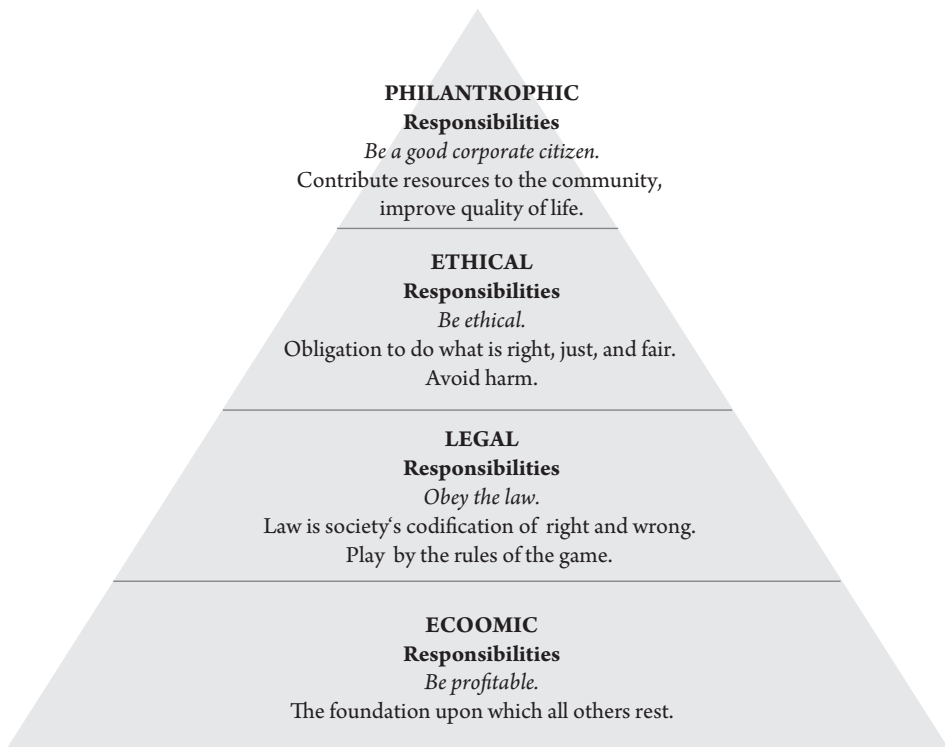 PHILANTROPHIC
Responsibilities
Be a good corporate citizen.
Contribute resources to the community,
improve quality of life.
ETHICAL
Responsibilities
Be ethical.
Obligation to do what is right, just, and fair.
Avoid harm.
LEGAL
Responsibilities
Obey the law.
Law is society‘s codification of right and wrong.
Play by the rules of the game.
ECOOMIC
Responsibilities
Be profitable.
The foundation upon which all others rest.